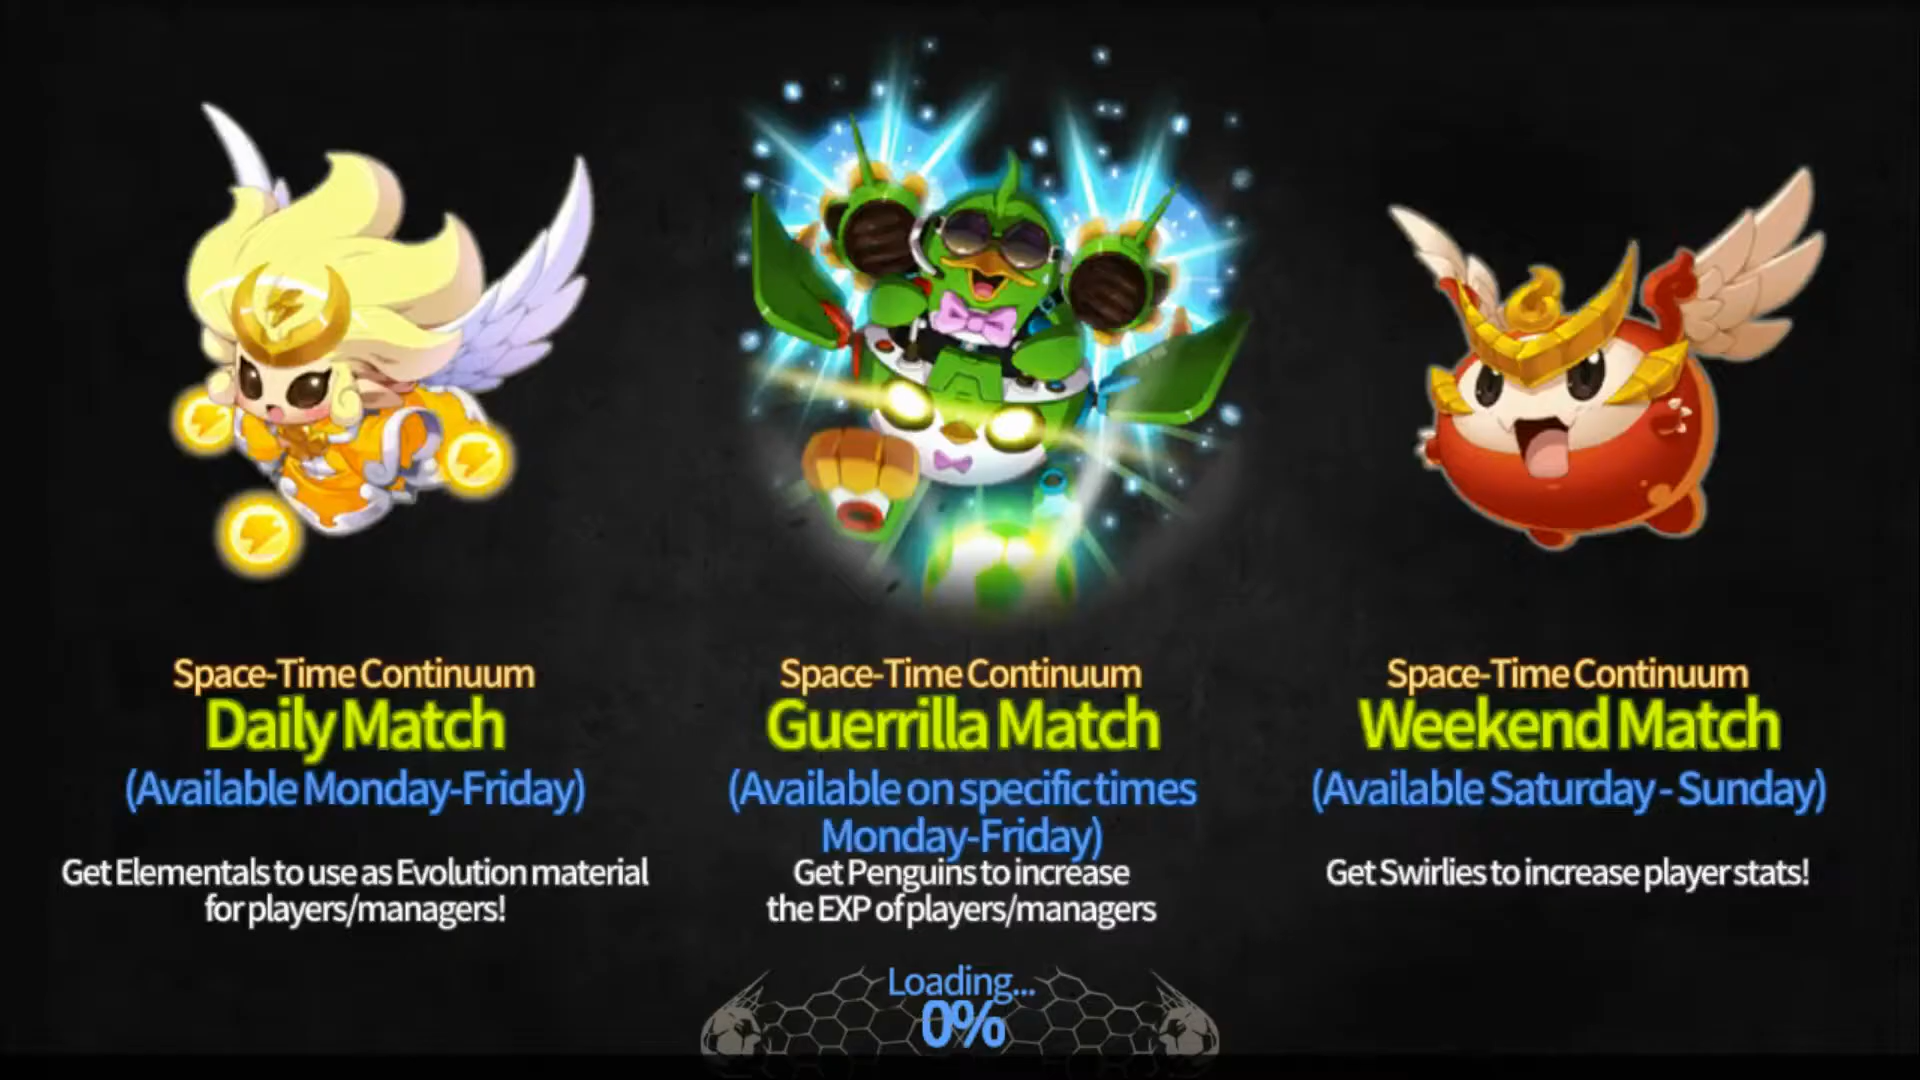 Space-Time Continuum
Daily Match
(Available Monday-Friday)
Get Elementals to use as Evolution material
for players/managers!
Space-Time Continuum
Guerrilla Match
(Available on specific times
Monday-Friday)
Get Penguins to increase
the EXP of players/managers
Space-Time Continuum
Weekend Match
(Available Saturday - Sunday)
Get Swirlies to increase player stats!
Loading...
0%